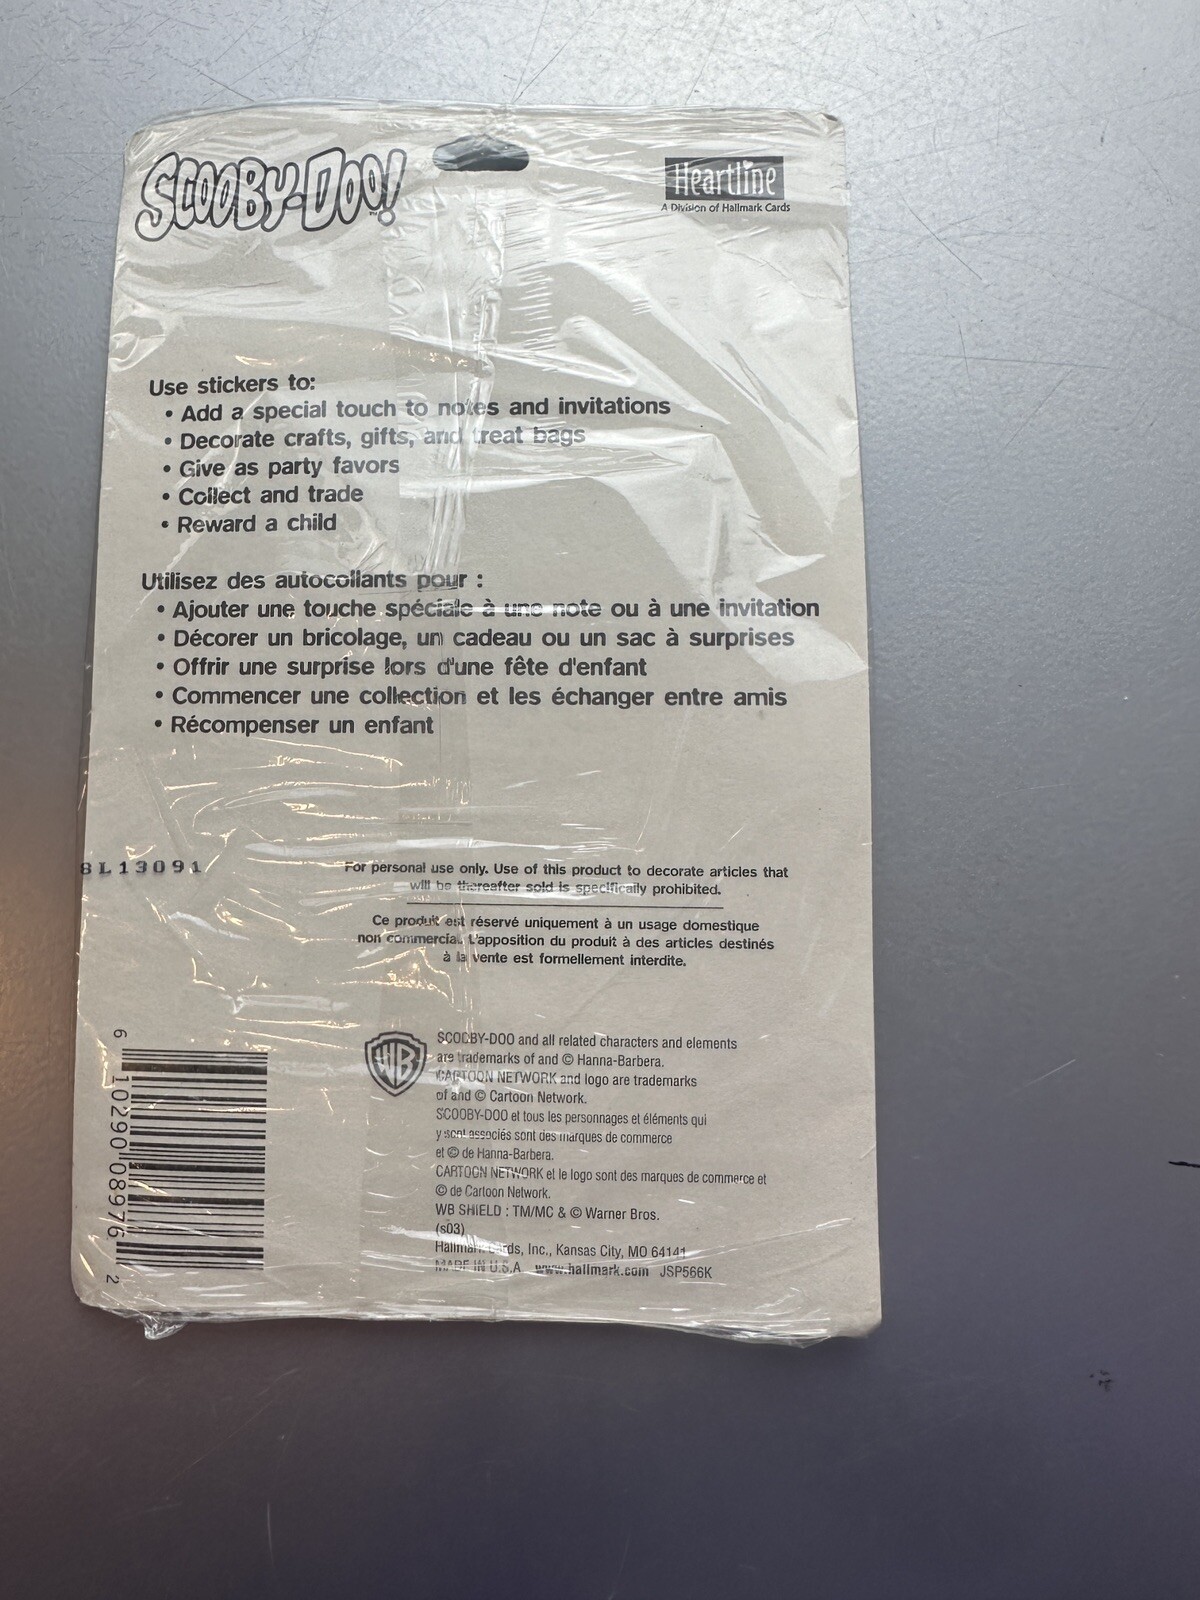 SCOOBY-DOO!™
Heartline
A Division of Hallmark Cards
Use stickers to:
• Add a special touch to notes and invitations
• Decorate crafts, gifts, and treat bags
• Give as party favors
• Collect and trade
• Reward a child
Utilisez des autocollants pour :
• Ajouter une touche spéciale à une note ou à une invitation
• Décorer un bricolage, un cadeau ou un sac à surprises
• Offrir une surprise lors d'une fête d'enfant
• Commencer une collection et les échanger entre amis
• Récompenser un enfant
8L13091
For personal use only. Use of this product to decorate articles that
will be thereafter sold is specifically prohibited.
Ce produit est réservé uniquement à un usage domestique
non commercial. L'apposition du produit à des articles destinés
à la vente est formellement interdite.
6 10290 08976 2
WB
SCOOBY-DOO and all related characters and elements
are trademarks of and © Hanna-Barbera.
CARTOON NETWORK and logo are trademarks
of and © Cartoon Network.
SCOOBY-DOO et tous les personnages et éléments qui
y sont associés sont des marques de commerce
et © de Hanna-Barbera.
CARTOON NETWORK et le logo sont des marques de commerce et
© de Cartoon Network.
WB SHIELD : TM/MC & © Warner Bros.
(s03)
Hallmark Cards, Inc., Kansas City, MO 64141
MADE IN U.S.A www.hallmark.com JSP566K